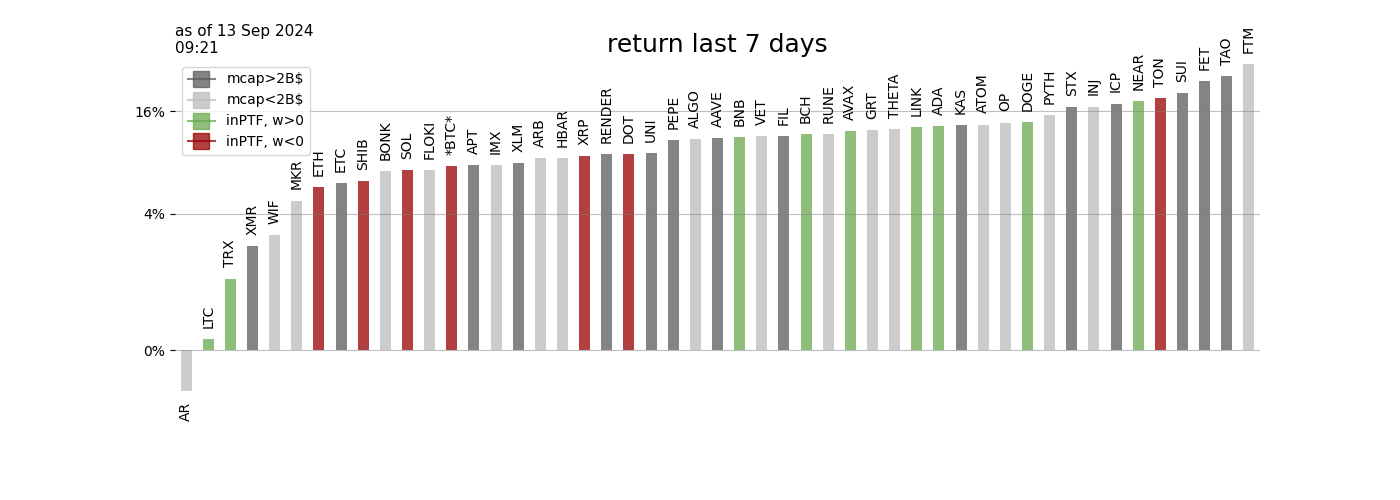 as of 13 Sep 2024
09:21
return last 7 days
mcap>2B$
mcap<2B$
inPTF, w>0
inPTF, w<0
16%
4%
0%
AR
LTC
TRX
XMR
WIF
MKR
ETH
ETC
SHIB
BONK
SOL
FLOKI
*BTC*
APT
IMX
XLM
ARB
HBAR
XRP
RENDER
DOT
UNI
PEPE
ALGO
AAVE
BNB
VET
FIL
BCH
RUNE
AVAX
GRT
THETA
LINK
ADA
KAS
ATOM
OP
DOGE
PYTH
STX
INJ
ICP
NEAR
TON
SUI
FET
TAO
FTM